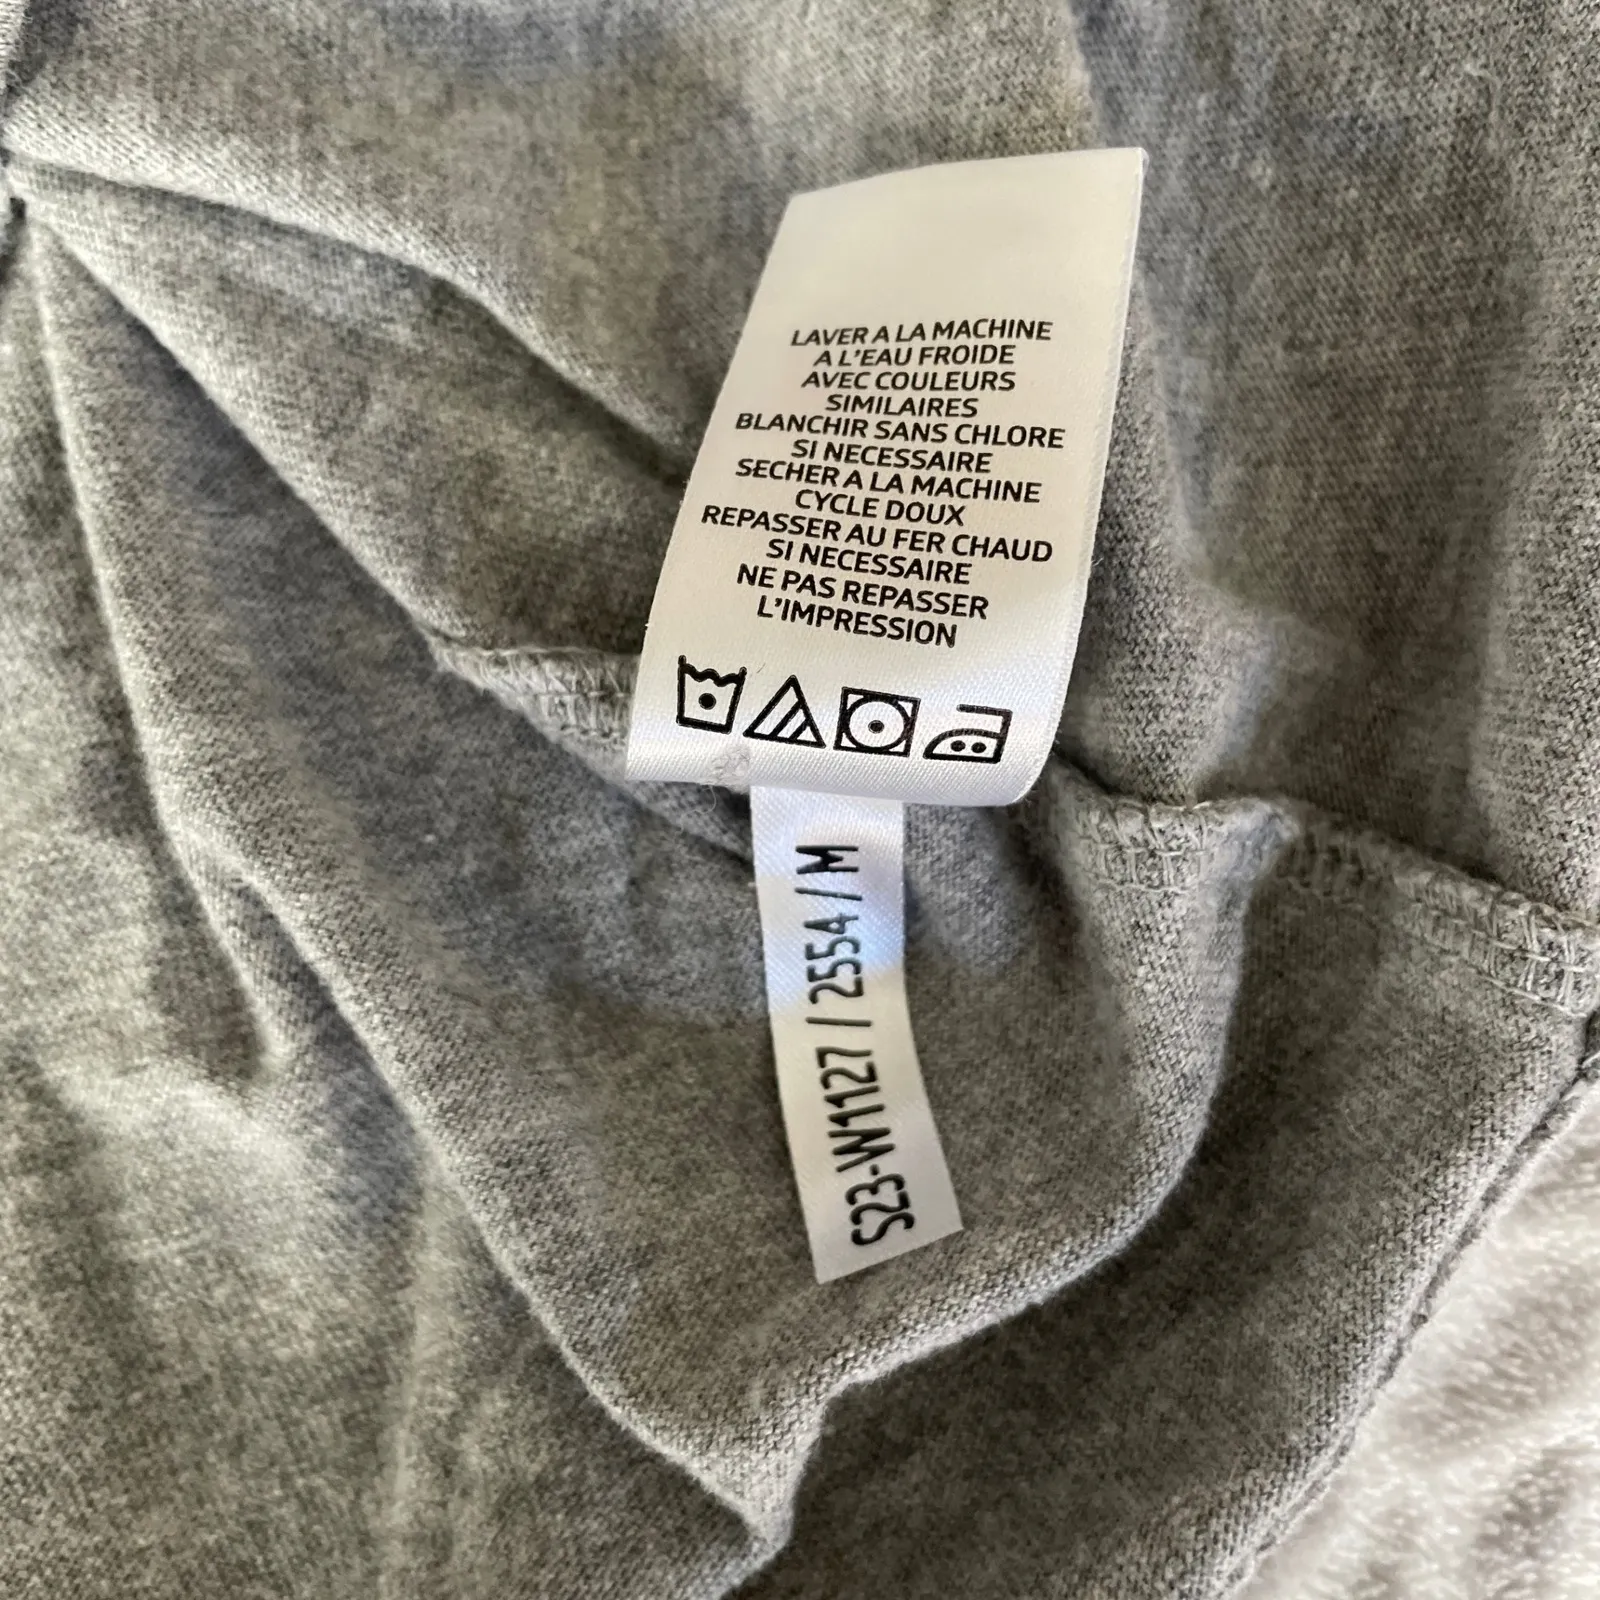 LAVER A LA MACHINE
A L'EAU FROIDE
AVEC COULEURS
SIMILAIRES
BLANCHIR SANS CHLORE
SI NECESSAIRE
SECHER A LA MACHINE
CYCLE DOUX
REPASSER AU FER CHAUD
SI NECESSAIRE
NE PAS REPASSER
L'IMPRESSION
S23-W1127 / 2554 / M